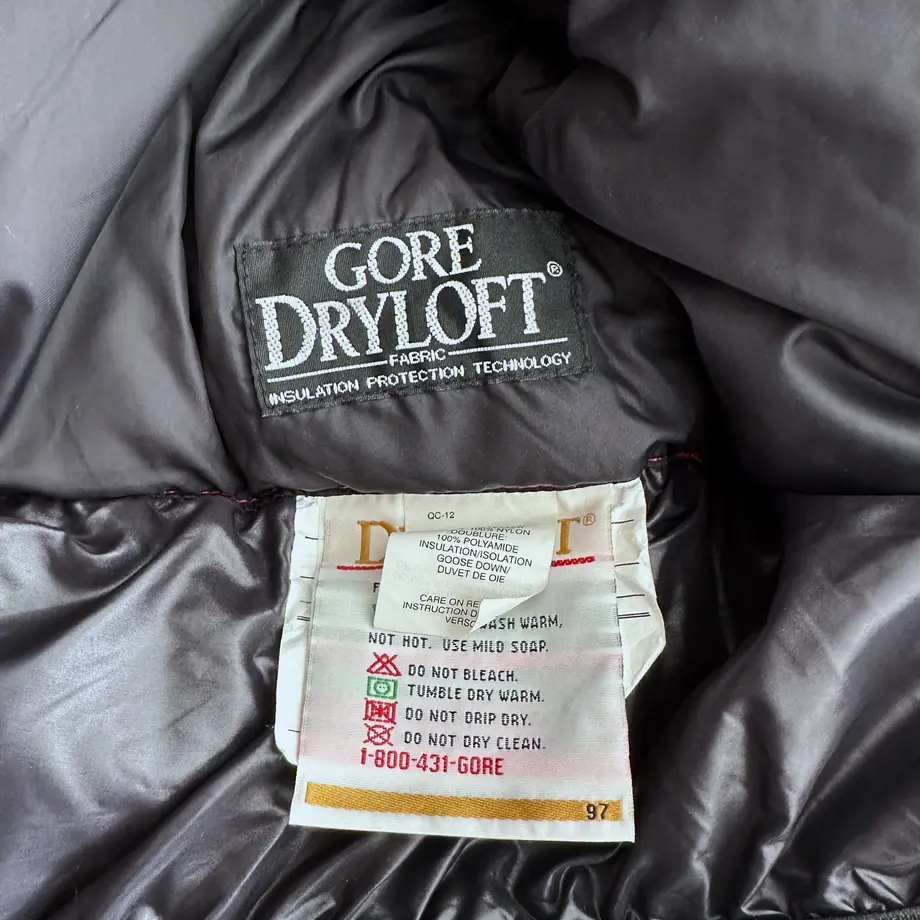 GORE
DRYLOFT®
FABRIC
INSULATION PROTECTION TECHNOLOGY
QC-12
100% NYLON
DOUBLURE:
100% POLYAMIDE
INSULATION/ISOLATION
GOOSE DOWN/
DUVET DE OIE
CARE ON
INSTRUCTION
WASH WARM,
NOT HOT. USE MILD SOAP.
DO NOT BLEACH.
TUMBLE DRY WARM.
DO NOT DRIP DRY.
DO NOT DRY CLEAN.
1-800-431-GORE
97